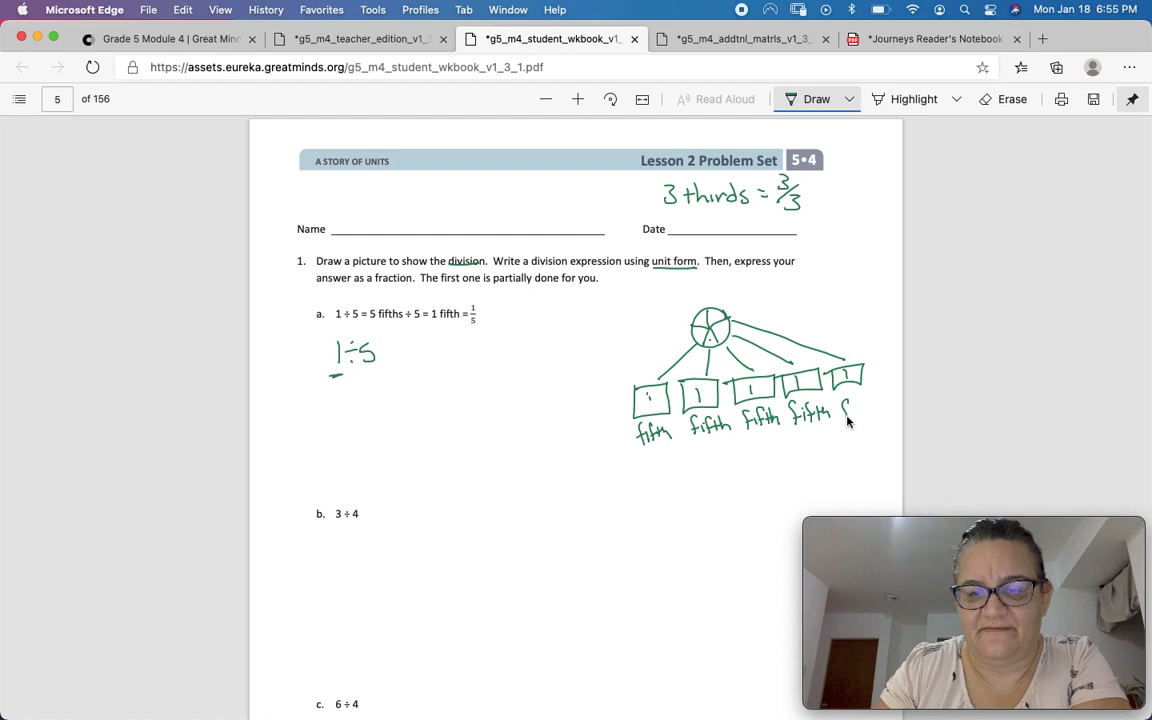 Microsoft Edge File Edit View History Favorites Tools Profiles Tab Window Help Mon Jan 18 6:55 PM
Grade 5 Module 4 | Great Mind
*g5_m4_teacher_edition_v1_3
*g5_m4_student_wkbook_v1_
*g5_m4_addtnl_matrls_v1_3_
*Journeys Reader's Notebook
https://assets.eureka.greatminds.org/g5_m4_student_wkbook_v1_3_1.pdf
5 of 156 Read Aloud Draw Highlight Erase
A STORY OF UNITS Lesson 2 Problem Set 5•4
3 thirds = 3/3
Name Date
1. Draw a picture to show the division. Write a division expression using unit form. Then, express your
answer as a fraction. The first one is partially done for you.
a. 1 ÷ 5 = 5 fifths ÷ 5 = 1 fifth = 1/5
1÷5
1 1 1 1 1
fifth fifth fifth fifth f
b. 3 ÷ 4
c. 6 ÷ 4